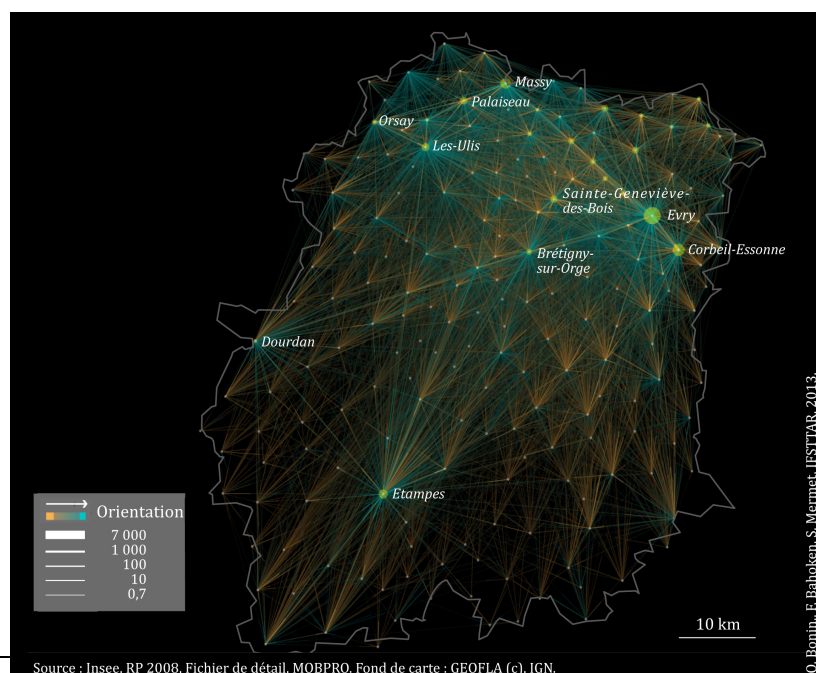 Massy
Palaiseau
Orsay
Les-Ulis
Sainte-Geneviève-
des-Bois
Evry
Brétigny-
sur-Orge
Corbeil-Essonne
Dourdan
Etampes
Orientation
7 000
1 000
100
10
0,7
10 km
O. Bonin., F. Bahoken, S. Mermet, IFSTTAR, 2013.
Source : Insee, RP 2008, Fichier de détail, MOBPRO. Fond de carte : GEOFLA (c), IGN.